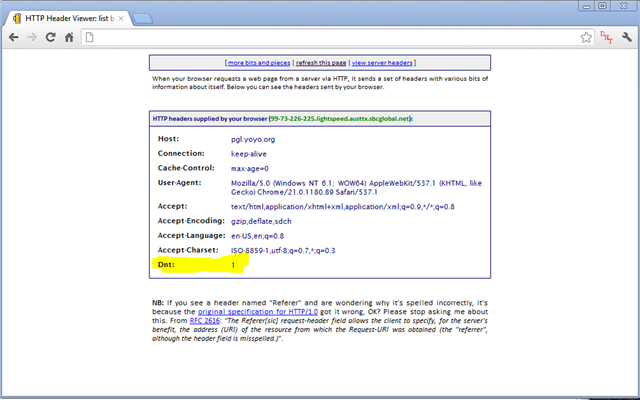 HTTP Header Viewer: list b
[ more bits and pieces | refresh this page | view server headers ]
When your browser requests a web page from a server via HTTP, it sends a set of headers with various bits of
information about itself. Below you can see the headers sent by your browser.
HTTP headers supplied by your browser (99-73-226-225.lightspeed.austtx.sbcglobal.net):
Host: pgl.yoyo.org
Connection: keep-alive
Cache-Control: max-age=0
User-Agent: Mozilla/5.0 (Windows NT 6.1; WOW64) AppleWebKit/537.1 (KHTML, like
Gecko) Chrome/21.0.1180.89 Safari/537.1
Accept: text/html,application/xhtml+xml,application/xml;q=0.9,*/*;q=0.8
Accept-Encoding: gzip,deflate,sdch
Accept-Language: en-US,en;q=0.8
Accept-Charset: ISO-8859-1,utf-8;q=0.7,*;q=0.3
Dnt: 1
NB: If you see a header named "Referer" and are wondering why it's spelled incorrectly, it's
because the original specification for HTTP/1.0 got it wrong, OK? Please stop asking me about
this. From RFC 2616: "The Referer[sic] request-header field allows the client to specify, for the server's
benefit, the address (URI) of the resource from which the Request-URI was obtained (the "referrer",
although the header field is misspelled.)".